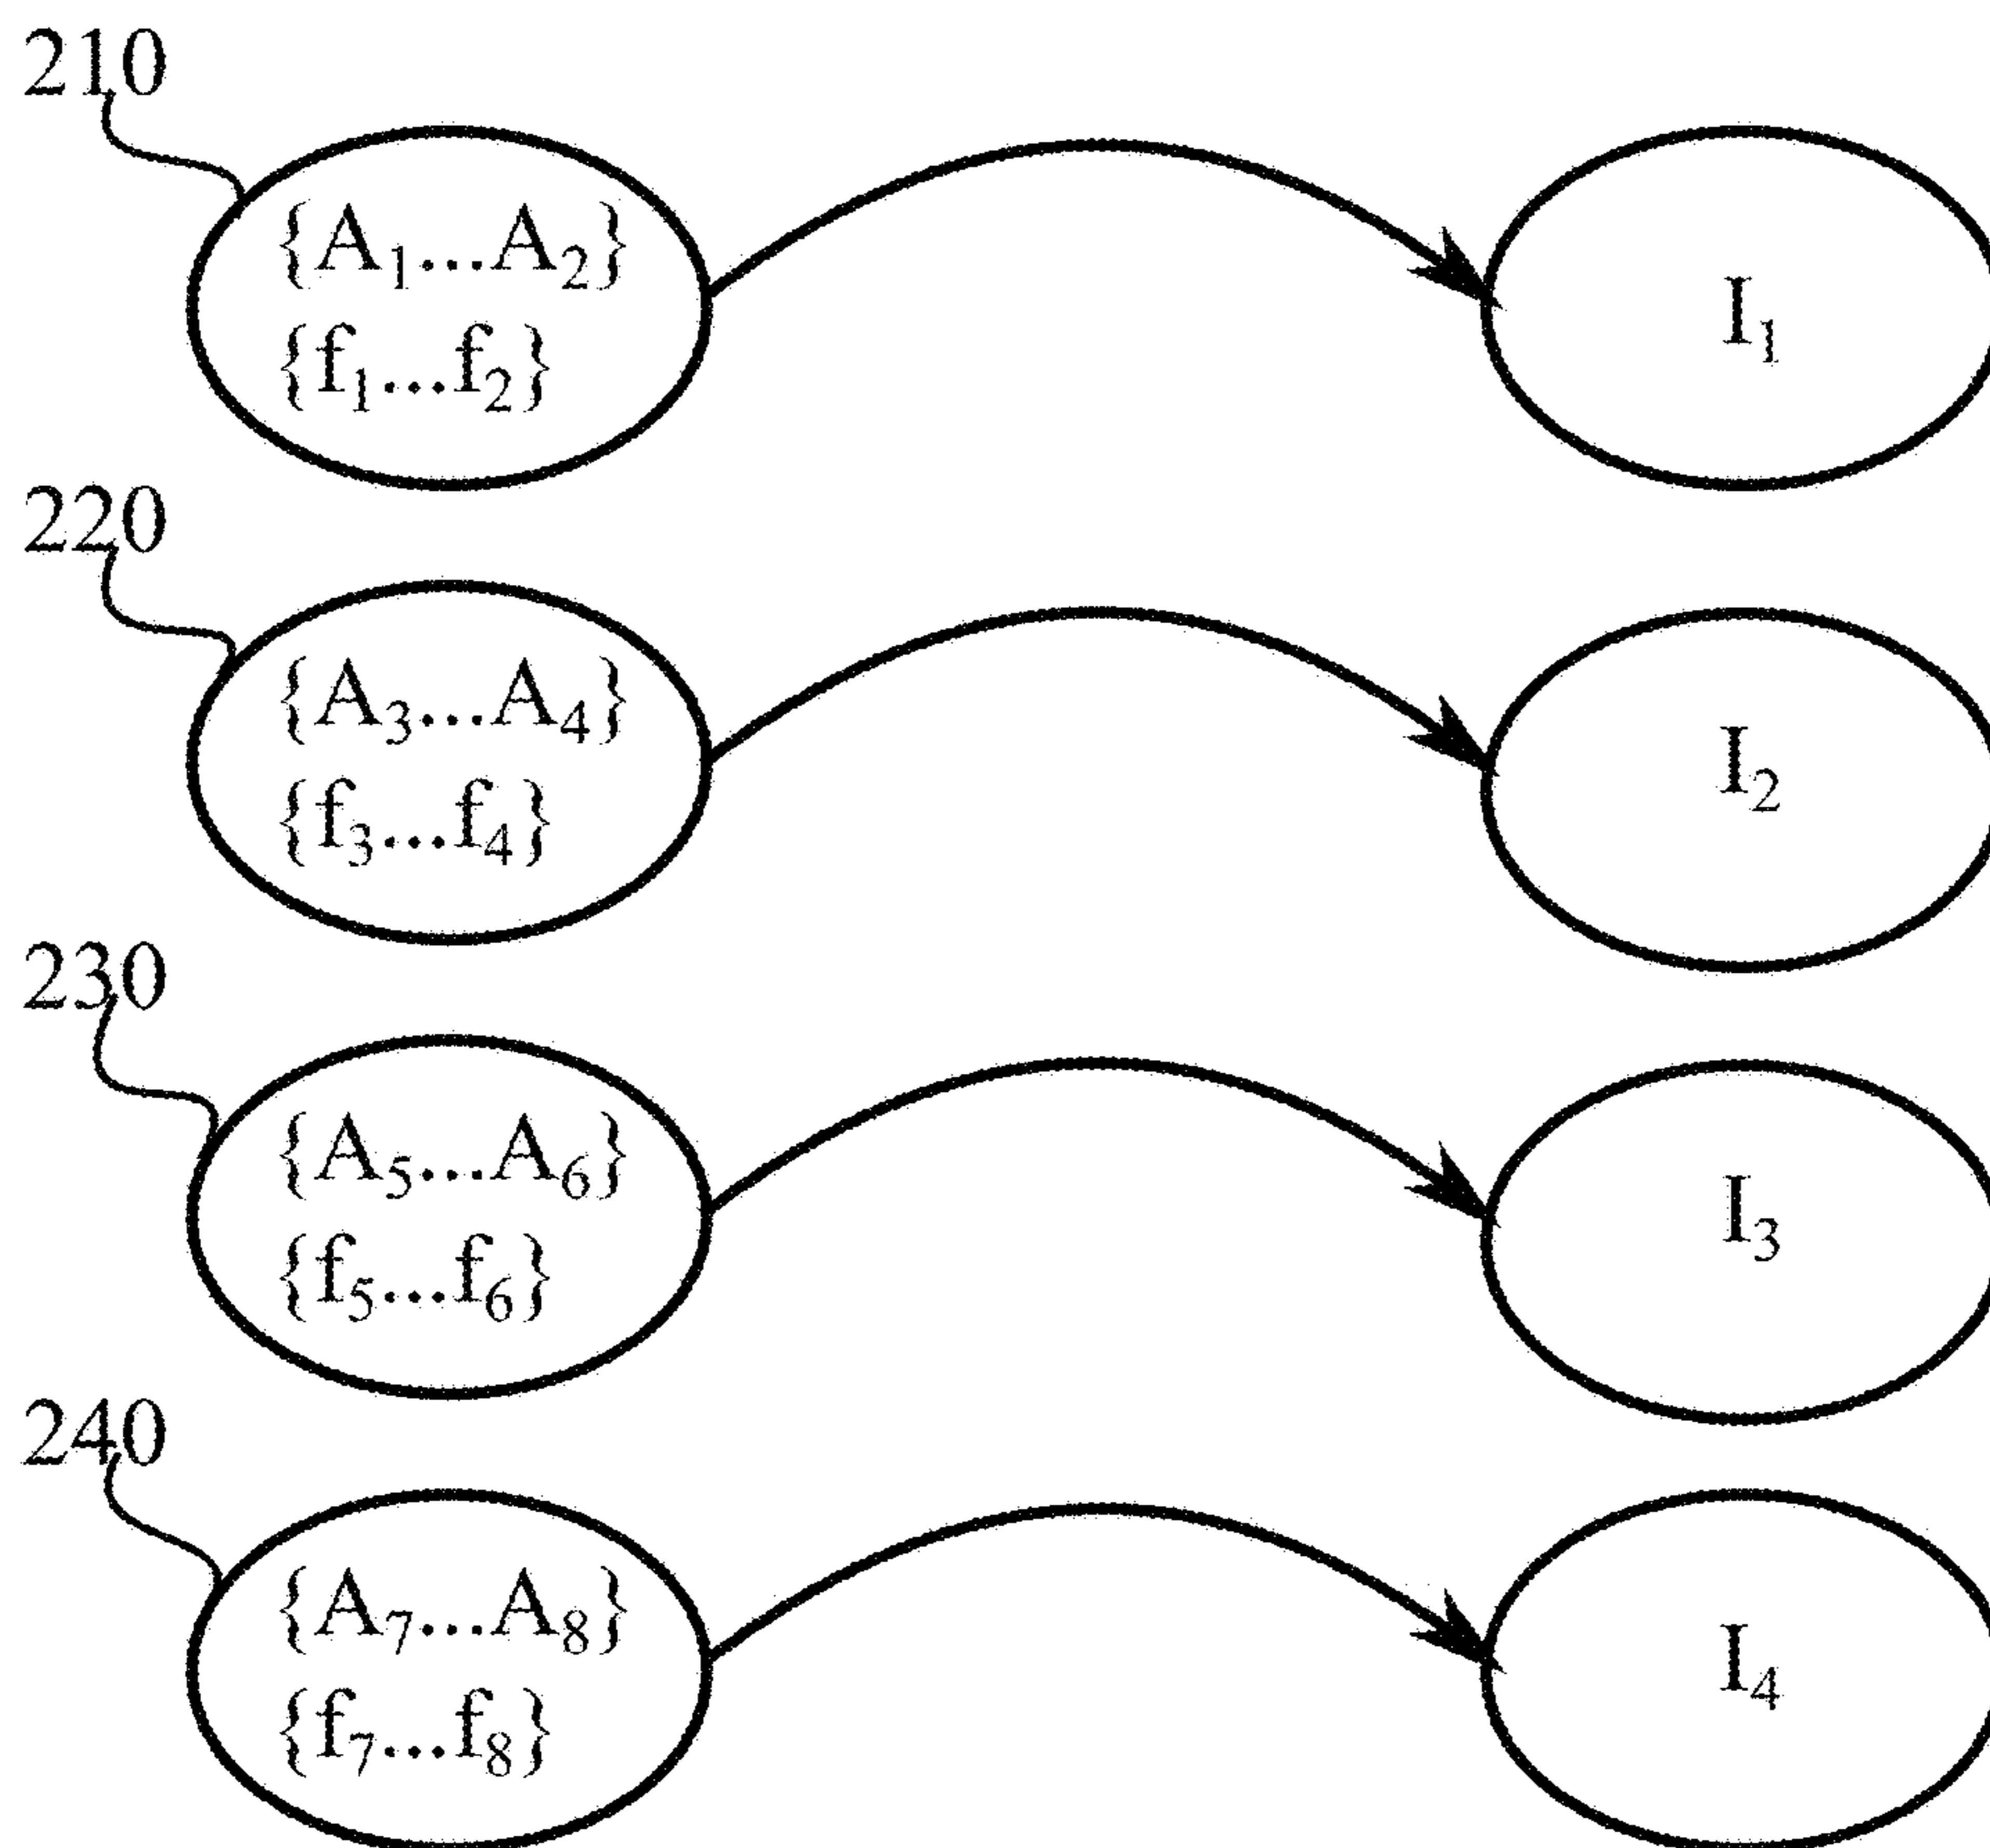 210
{A₁...A₂}
{f₁...f₂}
I₁
220
{A₃...A₄}
{f₃...f₄}
I₂
230
{A₅...A₆}
{f₅...f₆}
I₃
240
{A₇...A₈}
{f₇...f₈}
I₄